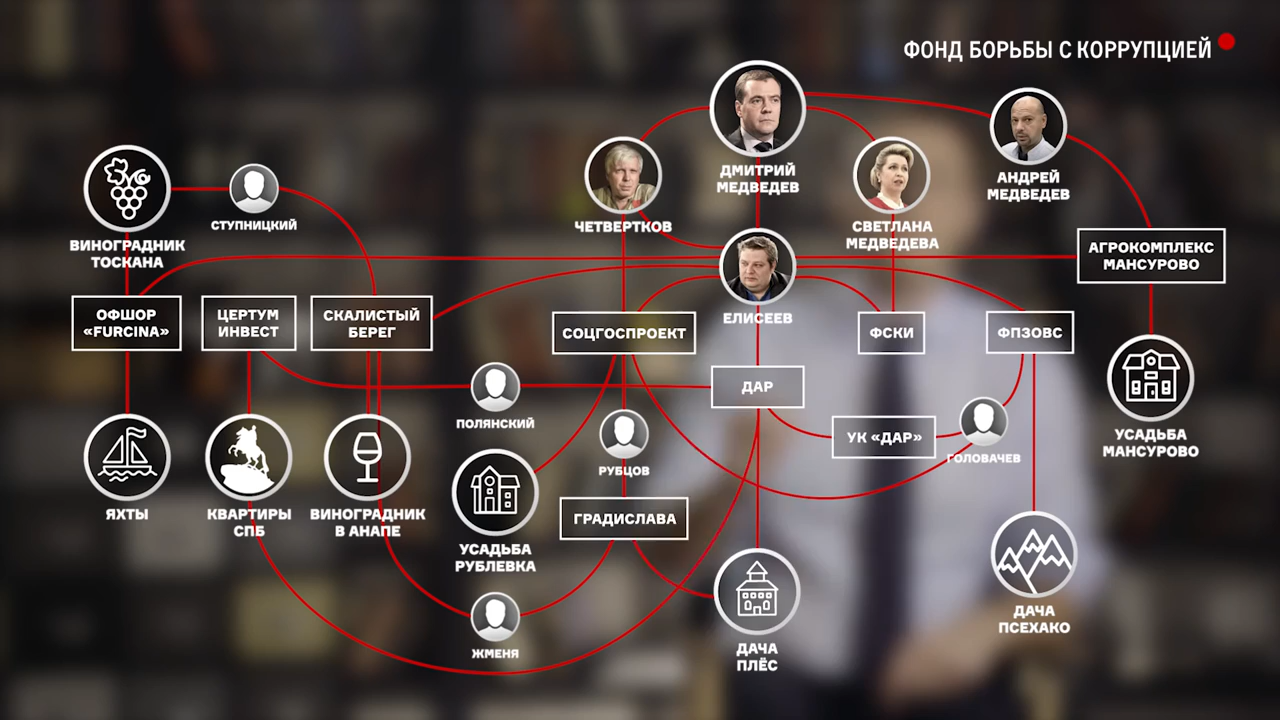 ФОНД БОРЬБЫ С КОРРУПЦИЕЙ
ДМИТРИЙ
МЕДВЕДЕВ
АНДРЕЙ
МЕДВЕДЕВ
ЧЕТВЕРТКОВ
СВЕТЛАНА
МЕДВЕДЕВА
СТУПНИЦКИЙ
ВИНОГРАДНИК
ТОСКАНА
АГРОКОМПЛЕКС
МАНСУРОВО
ЕЛИСЕЕВ
ОФШОР
«FURCINA»
ЦЕРТУМ
ИНВЕСТ
СКАЛИСТЫЙ
БЕРЕГ
СОЦГОСПРОЕКТ
ФСКИ
ФПЗОВС
ДАР
ПОЛЯНСКИЙ
УК «ДАР»
ГОЛОВАЧЕВ
УСАДЬБА
МАНСУРОВО
РУБЦОВ
ЯХТЫ
КВАРТИРЫ
СПБ
ВИНОГРАДНИК
В АНАПЕ
ГРАДИСЛАВА
УСАДЬБА
РУБЛЕВКА
ДАЧА
ПСЕХАКО
ЖМЕНЯ
ДАЧА
ПЛЁС